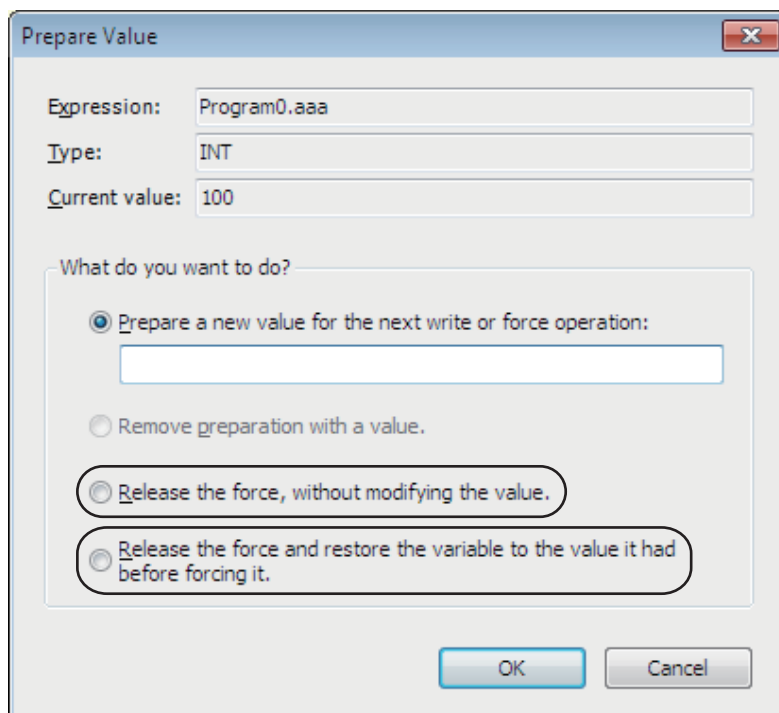 Prepare Value
Expression: Program0.aaa
Type: INT
Current value: 100
What do you want to do?
Prepare a new value for the next write or force operation:
Remove preparation with a value.
Release the force, without modifying the value.
Release the force and restore the variable to the value it had
before forcing it.
OK Cancel